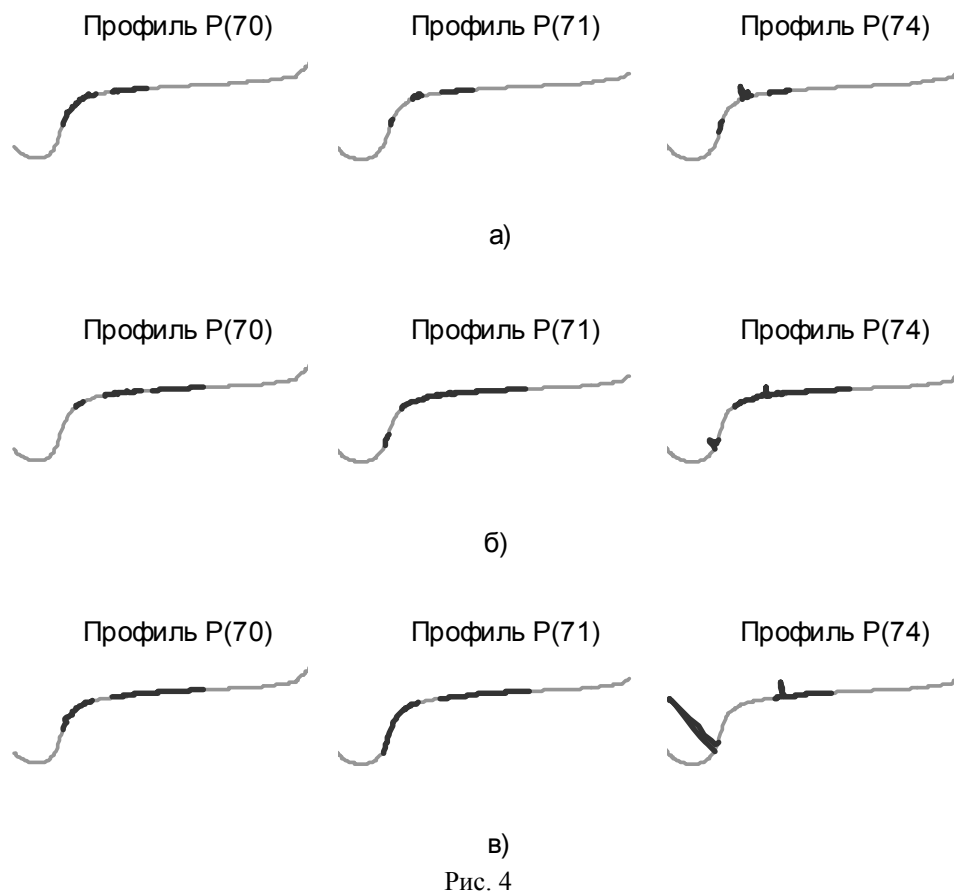 Профиль P(70) Профиль P(71) Профиль P(74)
а)
Профиль P(70) Профиль P(71) Профиль P(74)
б)
Профиль P(70) Профиль P(71) Профиль P(74)
в)
Рис. 4